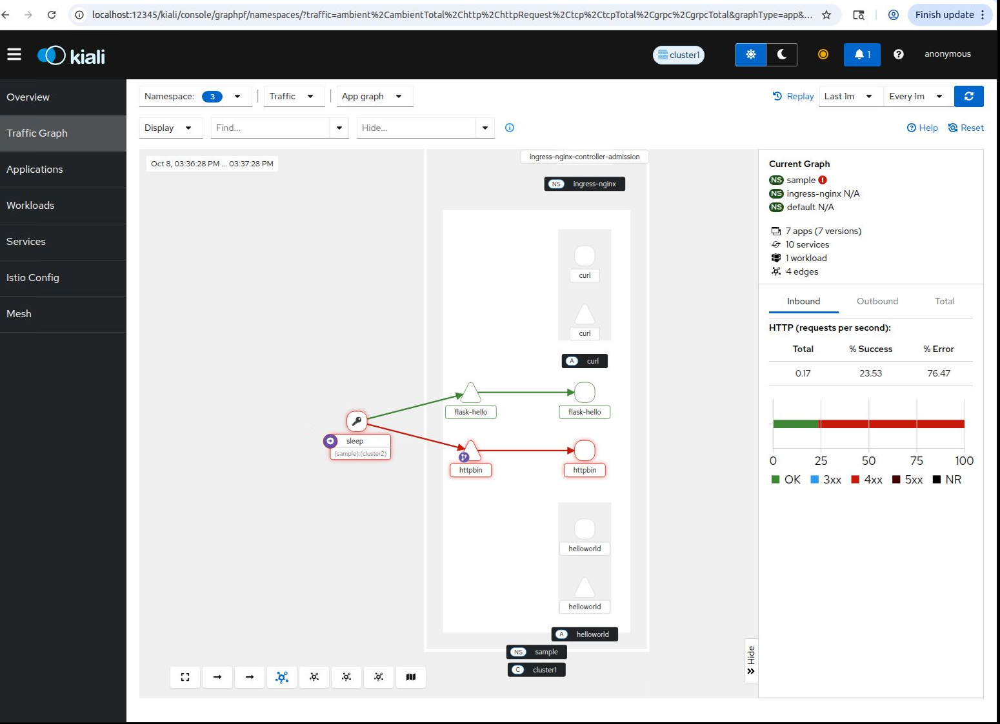 localhost:12345/kiali/console/graphpf/namespaces/?traffic=ambient%2CambientTotal%2Chttp%2ChttpRequest%2Ctcp%2CtcpTotal%2Cgrpc%2CgrpcTotal&graphType=app&...
Finish update
kiali
cluster1
1
anonymous
Overview
Traffic Graph
Applications
Workloads
Services
Istio Config
Mesh
Namespace: 3
Traffic
App graph
Replay
Last 1m
Every 1m
Display
Find...
Hide...
Help
Reset
Oct 8, 03:36:28 PM ... 03:37:28 PM
ingress-nginx-controller-admission
NS ingress-nginx
curl
curl
A curl
flask-hello
flask-hello
sleep
(sample):(cluster2)
httpbin
httpbin
helloworld
helloworld
A helloworld
NS sample
C cluster1
Hide
Current Graph
NS sample
NS ingress-nginx N/A
NS default N/A
7 apps (7 versions)
10 services
1 workload
4 edges
Inbound
Outbound
Total
HTTP (requests per second):
Total % Success % Error
0.17 23.53 76.47
0 25 50 75 100
OK 3xx 4xx 5xx NR